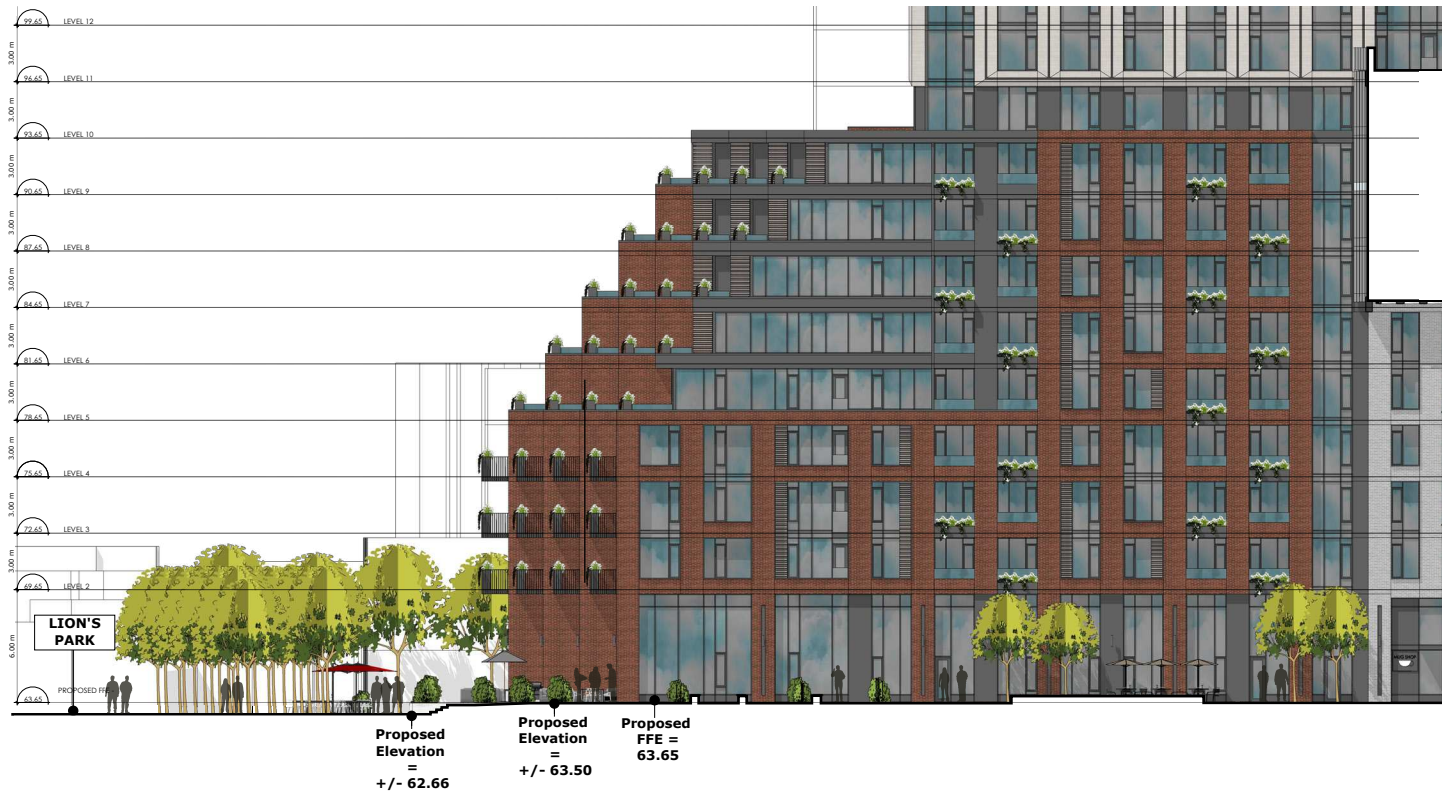 99.65 LEVEL 12
3.00 m
96.65 LEVEL 11
3.00 m
93.65 LEVEL 10
3.00 m
90.65 LEVEL 9
3.00 m
87.65 LEVEL 8
3.00 m
84.65 LEVEL 7
3.00 m
81.65 LEVEL 6
3.00 m
78.65 LEVEL 5
3.00 m
75.65 LEVEL 4
3.00 m
72.65 LEVEL 3
3.00 m
69.65 LEVEL 2
LION'S
PARK
6.00 m
MUG SHOP
63.65 PROPOSED FFE
Proposed
Elevation
=
+/- 62.66
Proposed
Elevation
=
+/- 63.50
Proposed
FFE =
63.65